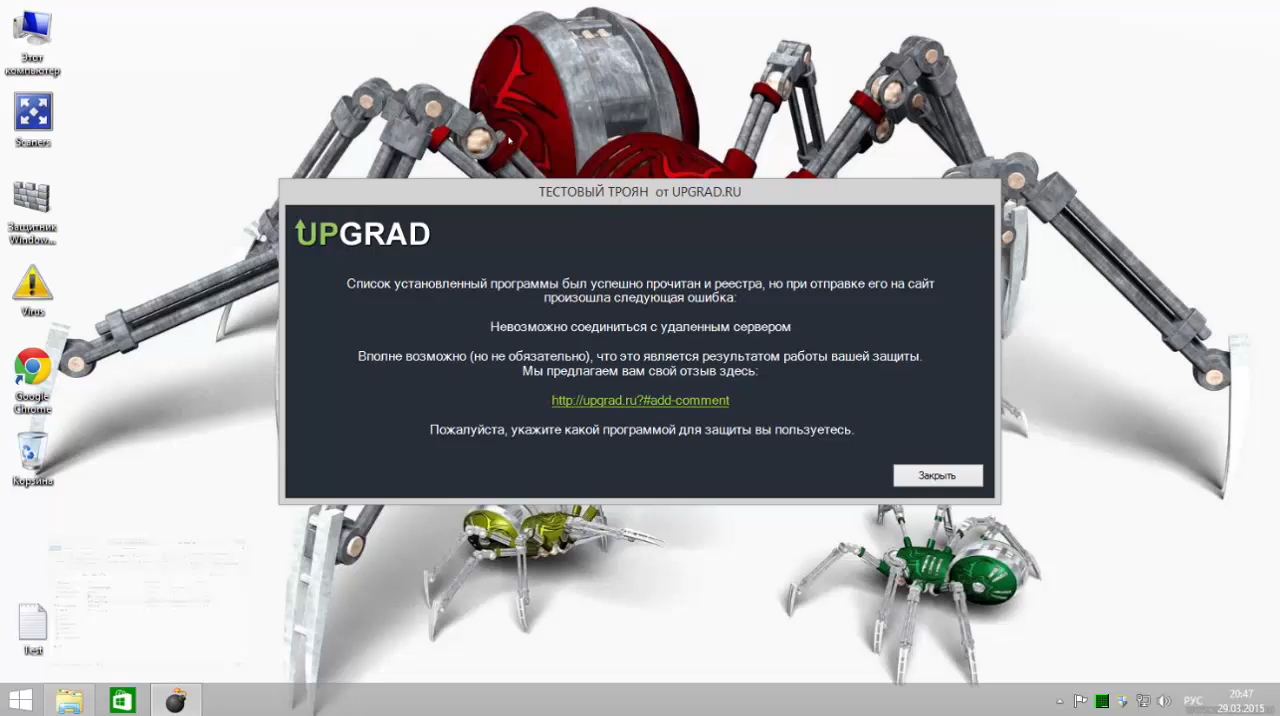 Этот
компьютер
Scaners
Защитник
Window...
Virus
Google
Chrome
Корзина
Test
ТЕСТОВЫЙ ТРОЯН от UPGRAD.RU
UPGRAD
Список установленный программы был успешно прочитан и реестра, но при отправке его на сайт
произошла следующая ошибка:
Невозможно соединиться с удаленным сервером
Вполне возможно (но не обязательно), что это является результатом работы вашей защиты.
Мы предлагаем вам свой отзыв здесь:
http://upgrad.ru?#add-comment
Пожалуйста, укажите какой программой для защиты вы пользуетесь.
Закрыть
РУС
20:47
29.03.2015